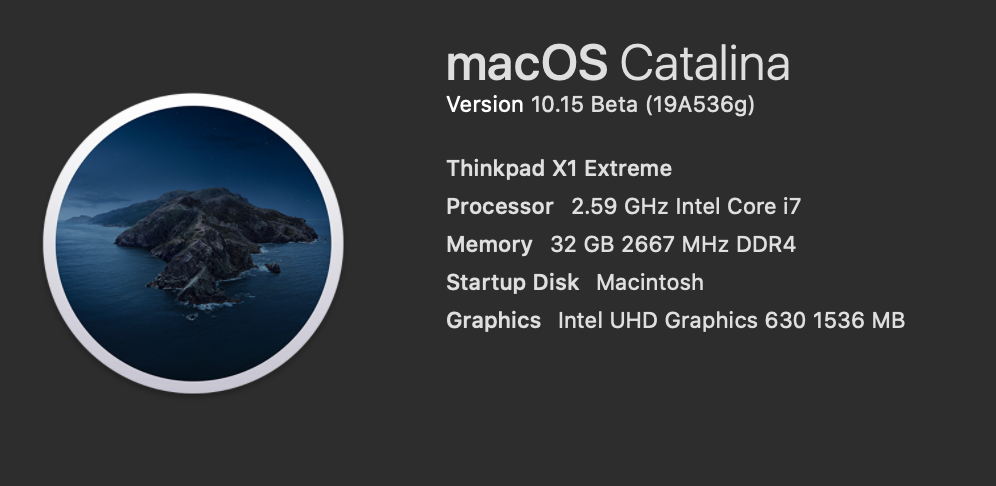 macOS Catalina
Version 10.15 Beta (19A536g)
Thinkpad X1 Extreme
Processor 2.59 GHz Intel Core i7
Memory 32 GB 2667 MHz DDR4
Startup Disk Macintosh
Graphics Intel UHD Graphics 630 1536 MB